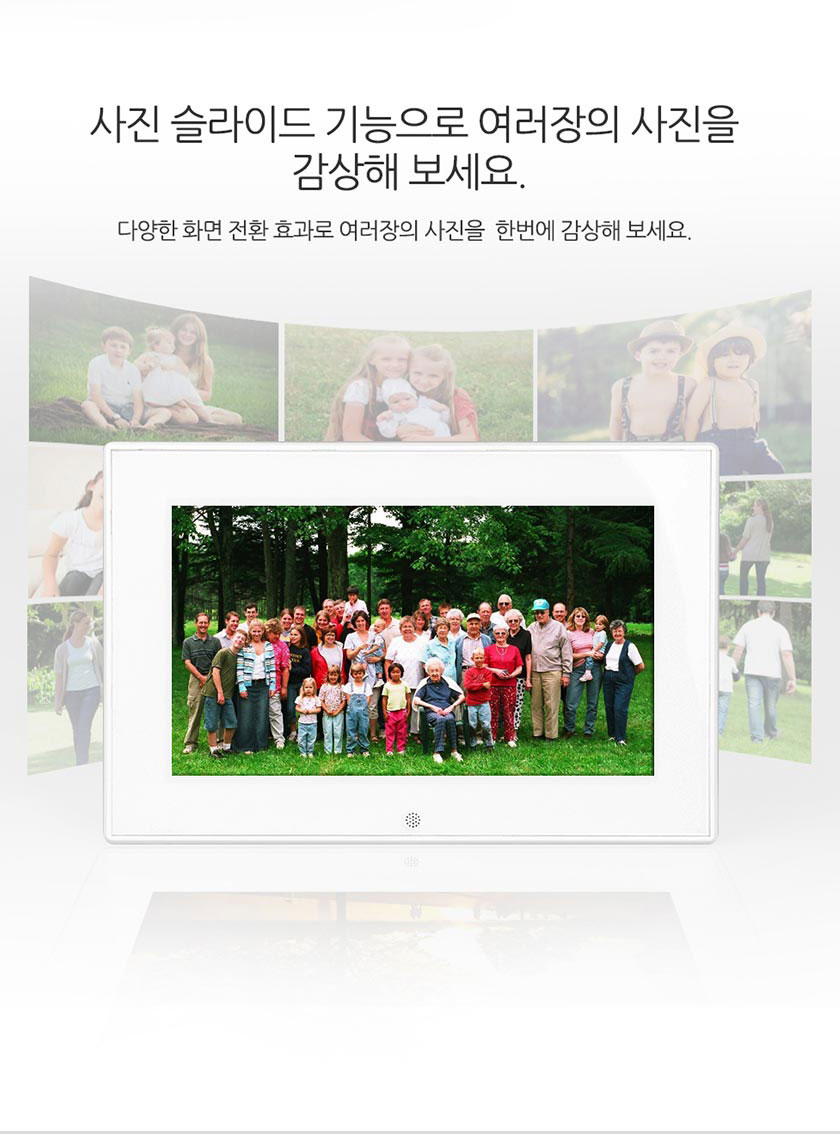 사진 슬라이드 기능으로 여러장의 사진을
감상해 보세요.
다양한 화면 전환 효과로 여러장의 사진을 한번에 감상해 보세요.